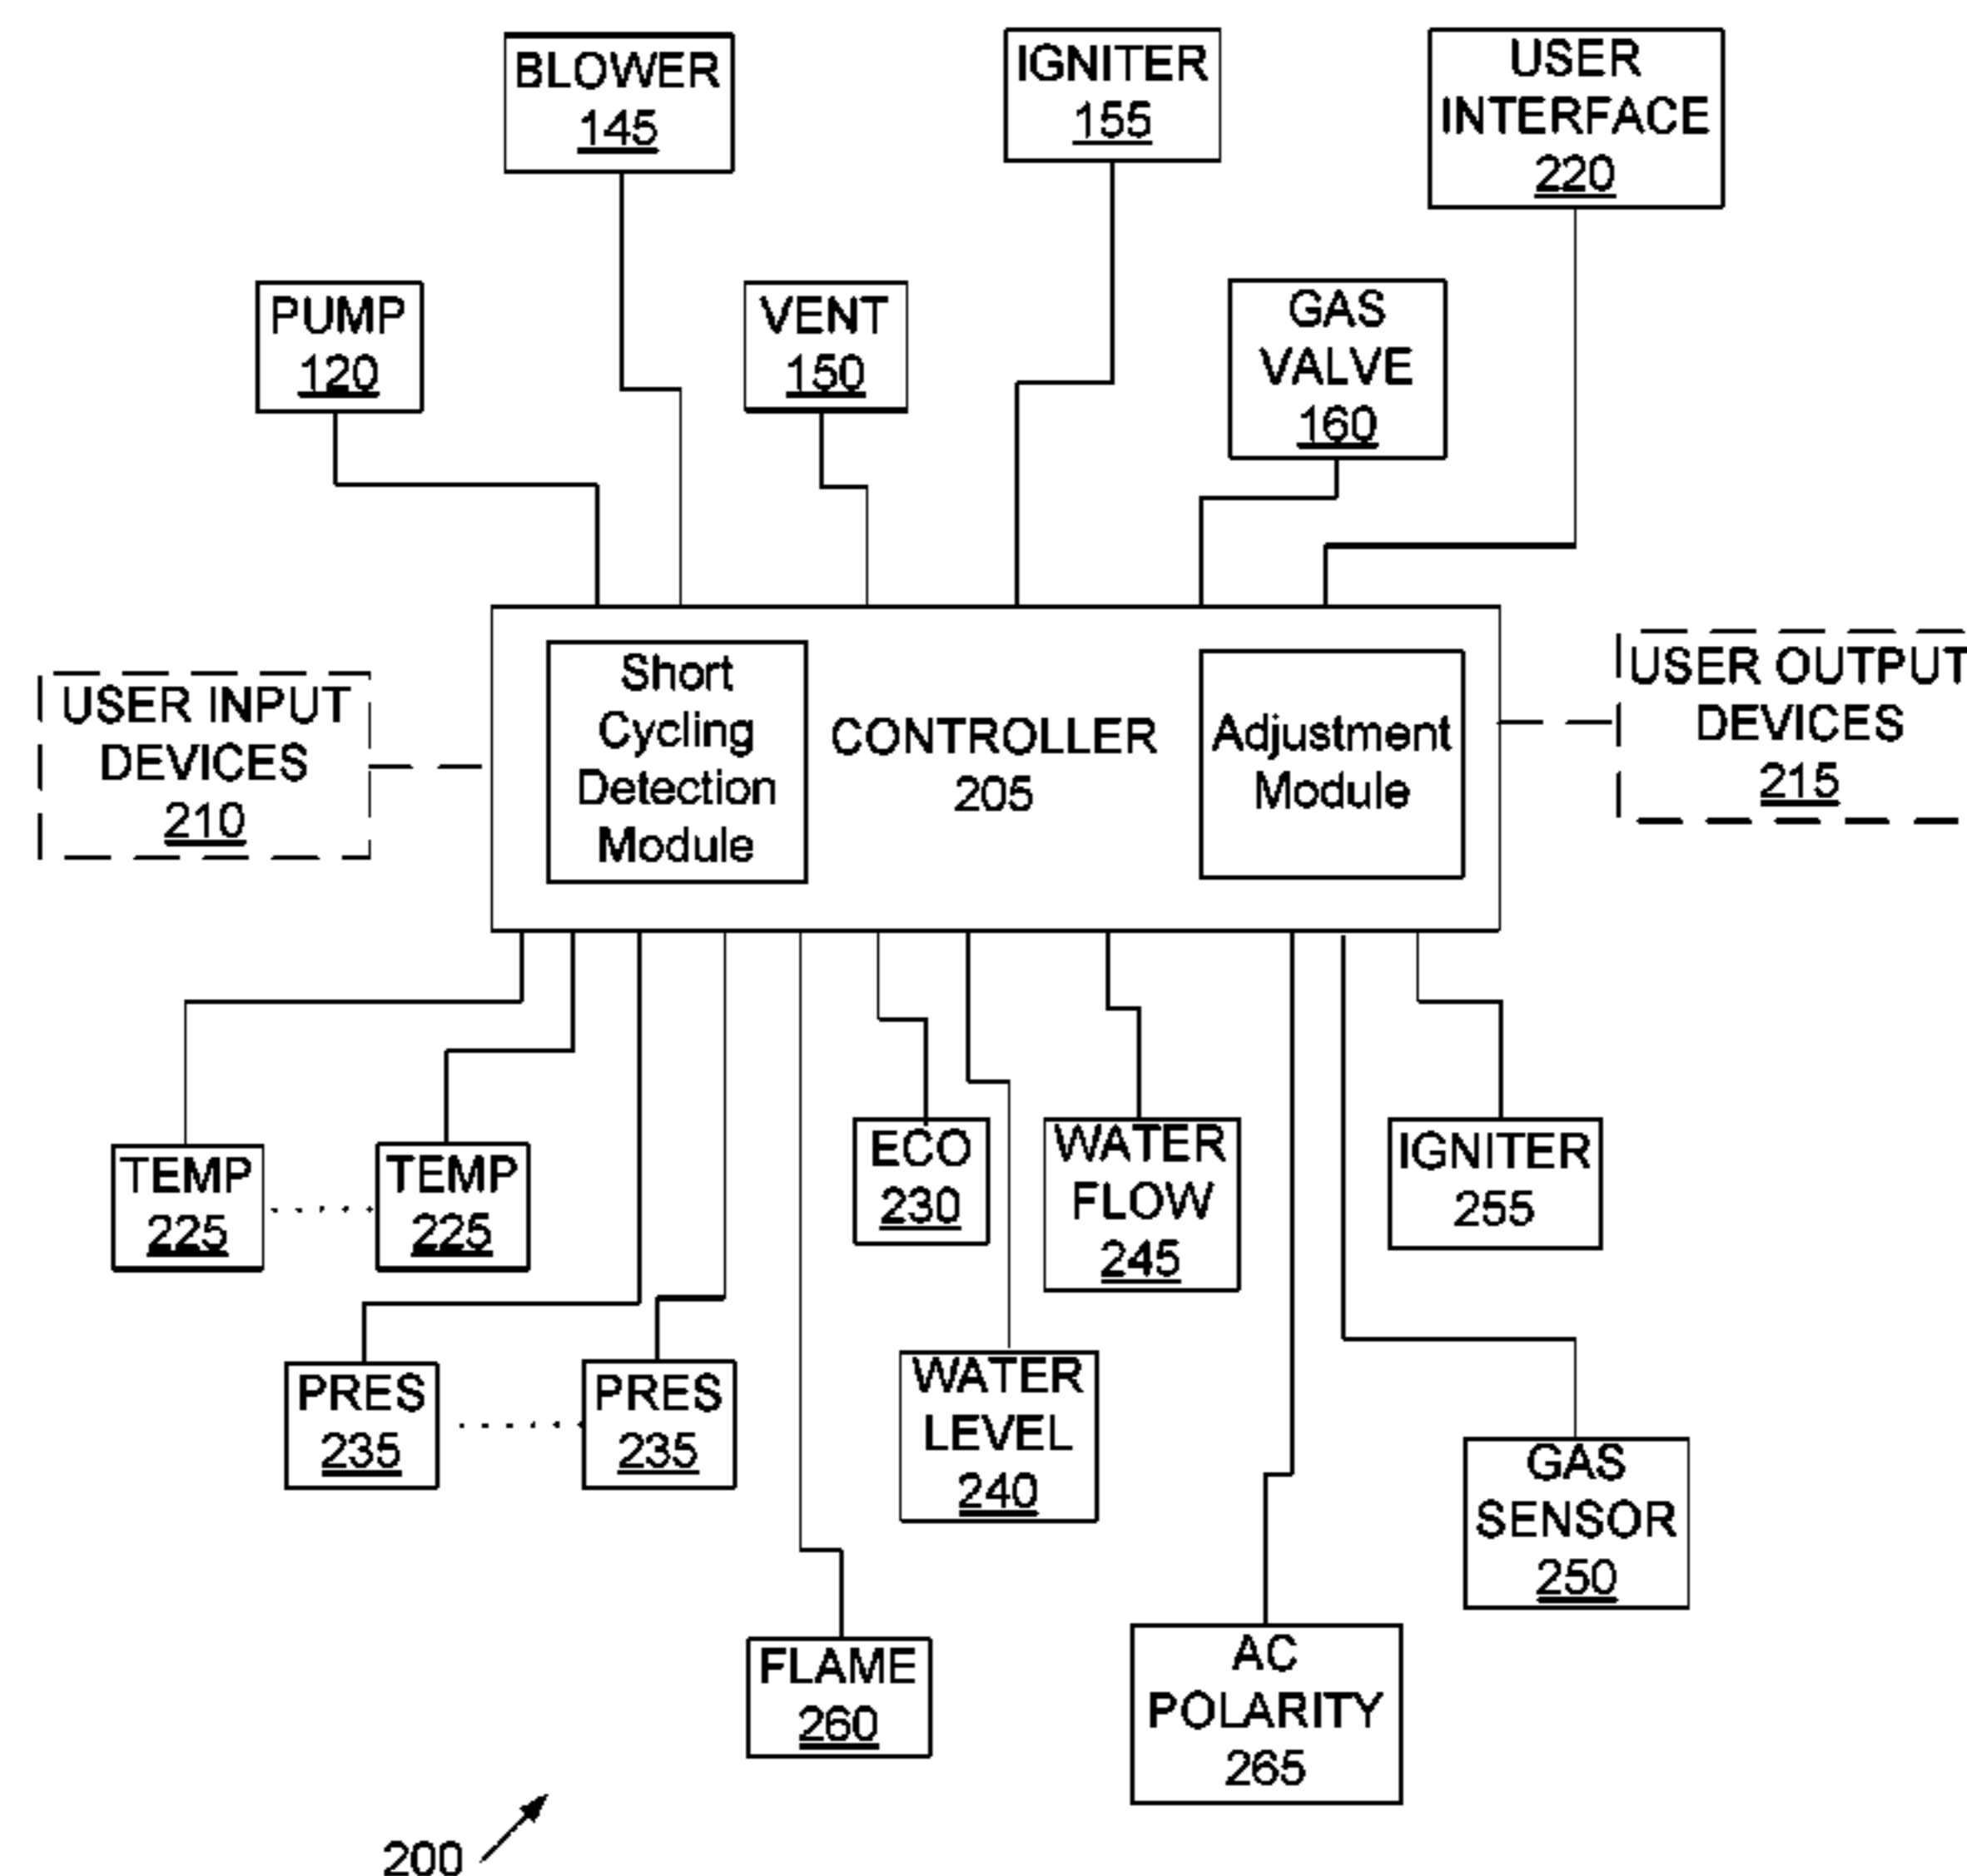 BLOWER
145
IGNITER
155
USER
INTERFACE
220
PUMP
120
VENT
150
GAS
VALVE
160
USER INPUT
DEVICES
210
Short
Cycling
Detection
Module
CONTROLLER
205
Adjustment
Module
USER OUTPUT
DEVICES
215
TEMP
225
TEMP
225
ECO
230
WATER
FLOW
245
IGNITER
255
PRES
235
PRES
235
WATER
LEVEL
240
GAS
SENSOR
250
FLAME
260
AC
POLARITY
265
200